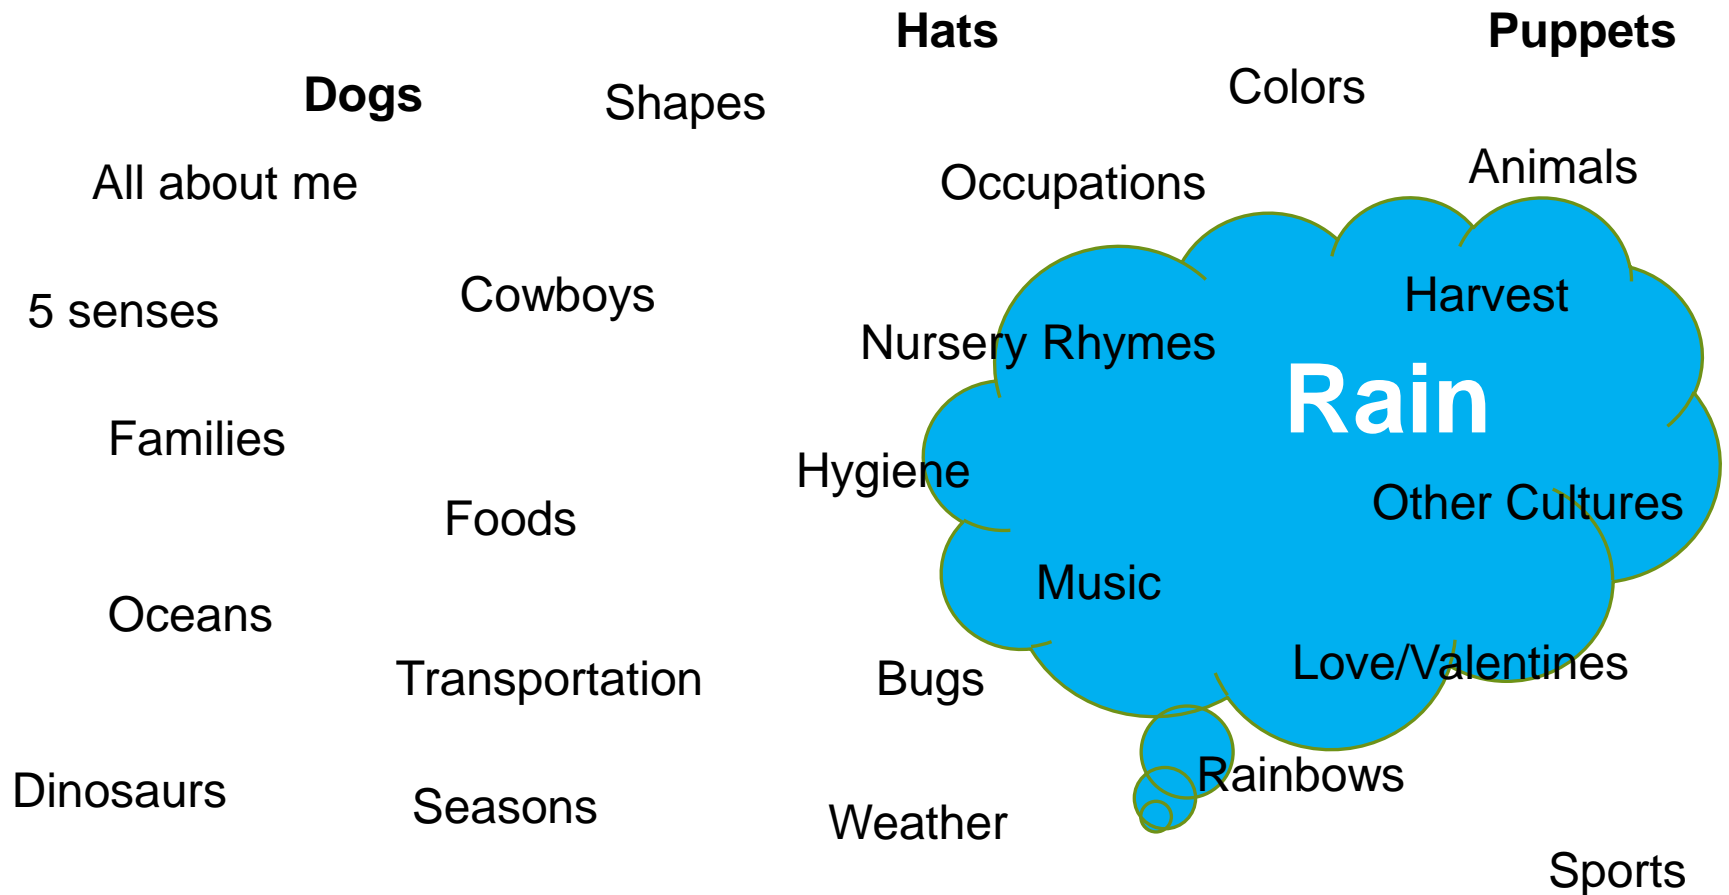 Hats
Puppets
Dogs
Shapes
Colors
All about me
Occupations
Animals
5 senses
Cowboys
Harvest
Nursery Rhymes
Rain
Families
Hygiene
Foods
Other Cultures
Oceans
Music
Transportation
Bugs
Love/Valentines
Dinosaurs
Seasons
Rainbows
Weather
Sports